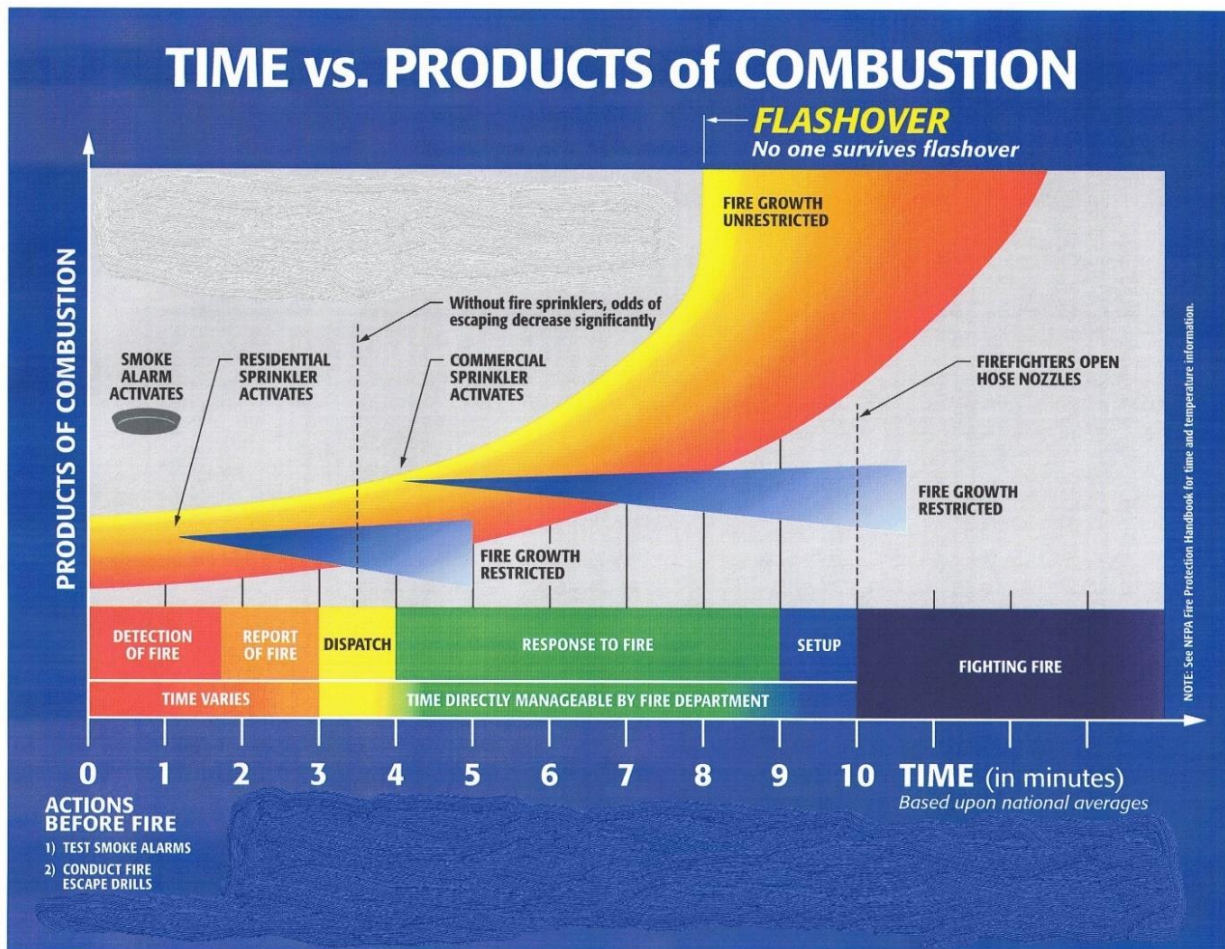 TIME vs. PRODUCTS of COMBUSTION
FLASHOVER
No one survives flashover
FIRE GROWTH
UNRESTRICTED
Without fire sprinklers, odds of
escaping decrease significantly
SMOKE
ALARM
ACTIVATES
RESIDENTIAL
SPRINKLER
ACTIVATES
COMMERCIAL
SPRINKLER
ACTIVATES
FIREFIGHTERS OPEN
HOSE NOZZLES
PRODUCTS OF COMBUSTION
FIRE GROWTH
RESTRICTED
FIRE GROWTH
RESTRICTED
NOTE: See NFPA Fire Protection Handbook for time and temperature information.
DETECTION
OF FIRE
REPORT
OF FIRE
DISPATCH
RESPONSE TO FIRE
SETUP
FIGHTING FIRE
TIME VARIES
TIME DIRECTLY MANAGEABLE BY FIRE DEPARTMENT
0 1 2 3 4 5 6 7 8 9 10 TIME (in minutes)
Based upon national averages
ACTIONS
BEFORE FIRE
1) TEST SMOKE ALARMS
2) CONDUCT FIRE
ESCAPE DRILLS